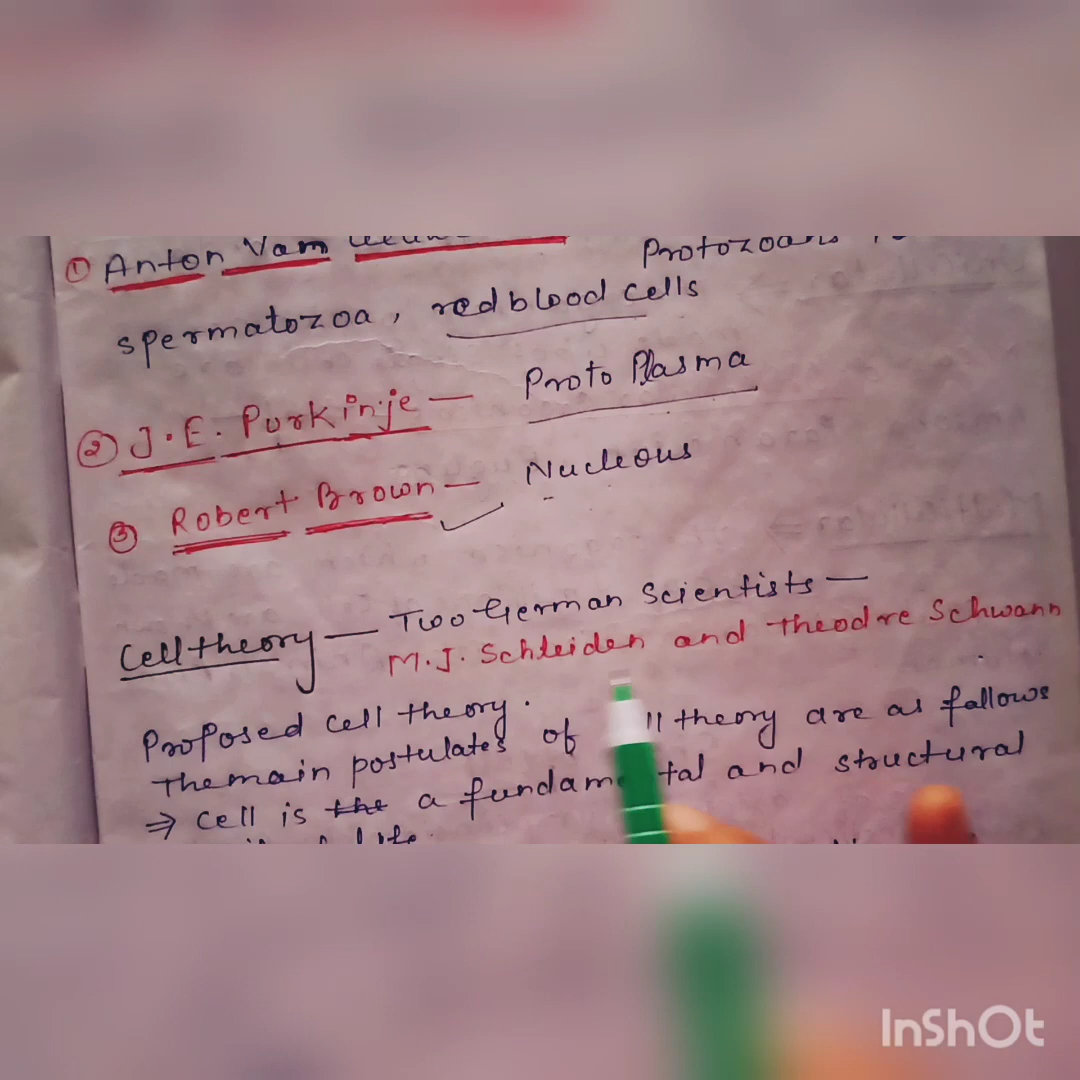 ① Anton Vam
Protozoans
spermatozoa, red blood cells
② J.E. Purkinje — Proto Plasma
③ Robert Brown — Nucleous
Cell theory — Two German Scientists —
M.J. Schleiden and theodre Schwann
Proposed cell theory.
The main postulates of ll theory are as fallows
⇒ cell is the a fundam tal and structural
InShOt